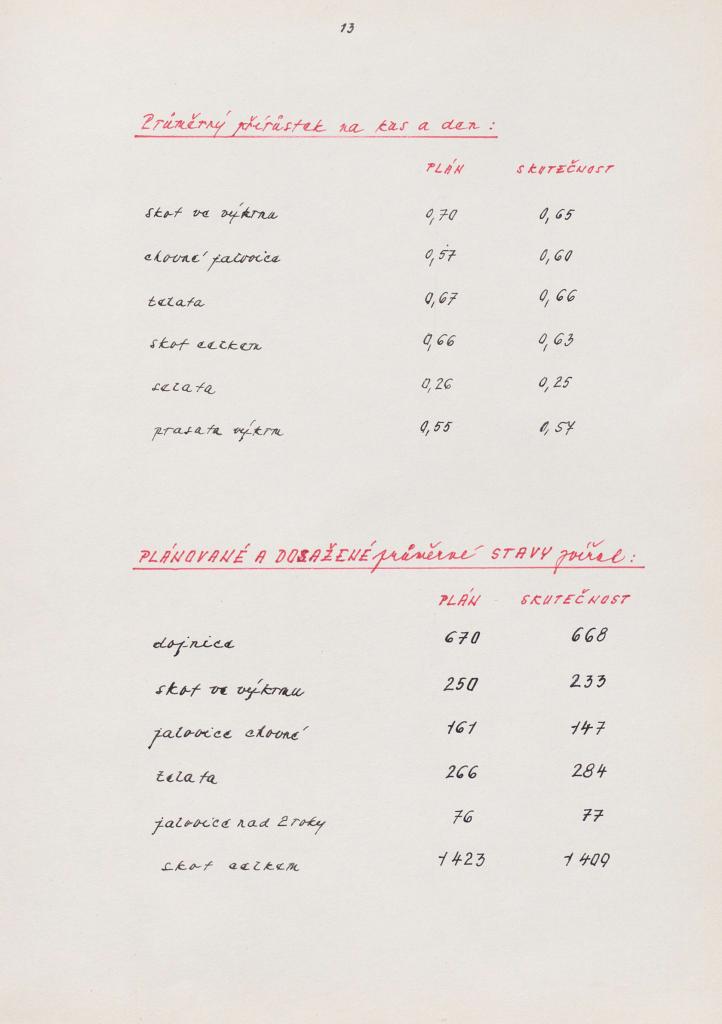 13
Průměrný přírůstek na kus a den :
PLÁN SKUTEČNOST
skot ve výkrmu 0,70 0,65
chovné jalovice 0,57 0,60
telata 0,67 0,66
skot celkem 0,66 0,63
selata 0,26 0,25
prasata výkrm 0,55 0,57
PLÁNOVANÉ A DOSAŽENÉ průměrné STAVY zvířat :
PLÁN SKUTEČNOST
dojnice 670 668
skot ve výkrmu 250 233
jalovice chovné 161 147
telata 266 284
jalovice nad 2 roky 76 77
skot celkem 1423 1409